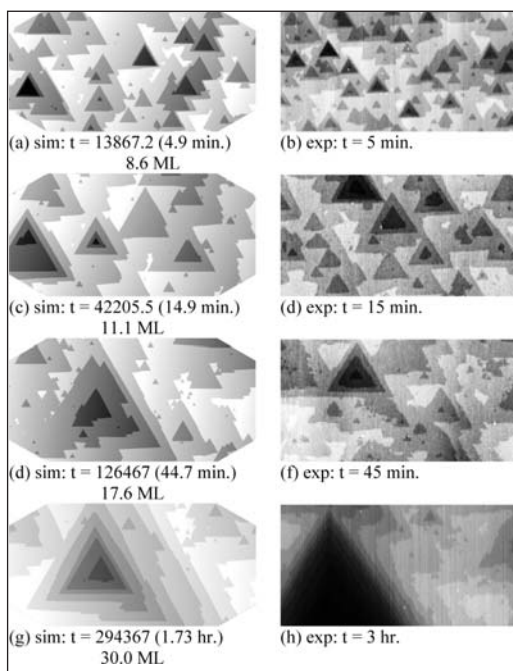 (a) sim: t = 13867.2 (4.9 min.)
8.6 ML
(b) exp: t = 5 min.
(c) sim: t = 42205.5 (14.9 min.)
11.1 ML
(d) exp: t = 15 min.
(d) sim: t = 126467 (44.7 min.)
17.6 ML
(f) exp: t = 45 min.
(g) sim: t = 294367 (1.73 hr.)
30.0 ML
(h) exp: t = 3 hr.